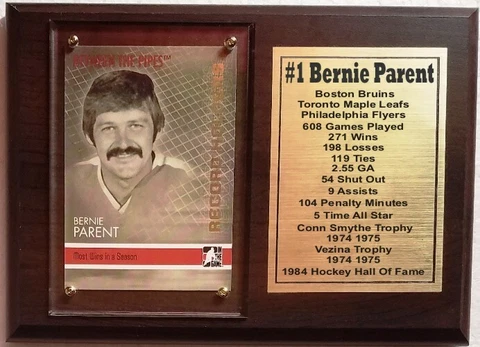 BETWEEN THE PIPES™
RECORD HOLDERS
BERNIE
PARENT
Most Wins In a Season
#1 Bernie Parent
Boston Bruins
Toronto Maple Leafs
Philadelphia Flyers
608 Games Played
271 Wins
198 Losses
119 Ties
2.55 GA
54 Shut Out
9 Assists
104 Penalty Minutes
5 Time All Star
Conn Smythe Trophy
1974 1975
Vezina Trophy
1974 1975
1984 Hockey Hall Of Fame